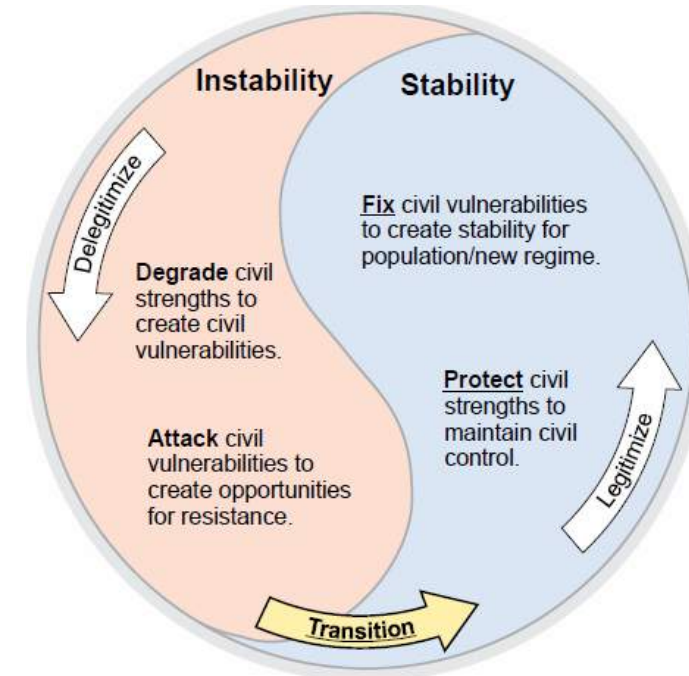 Instability
Stability
Delegitimize
Degrade civil
strengths to
create civil
vulnerabilities.
Attack civil
vulnerabilities to
create opportunities
for resistance.
Fix civil vulnerabilities
to create stability for
population/new regime.
Protect civil
strengths to
maintain civil
control.
Legitimize
Transition